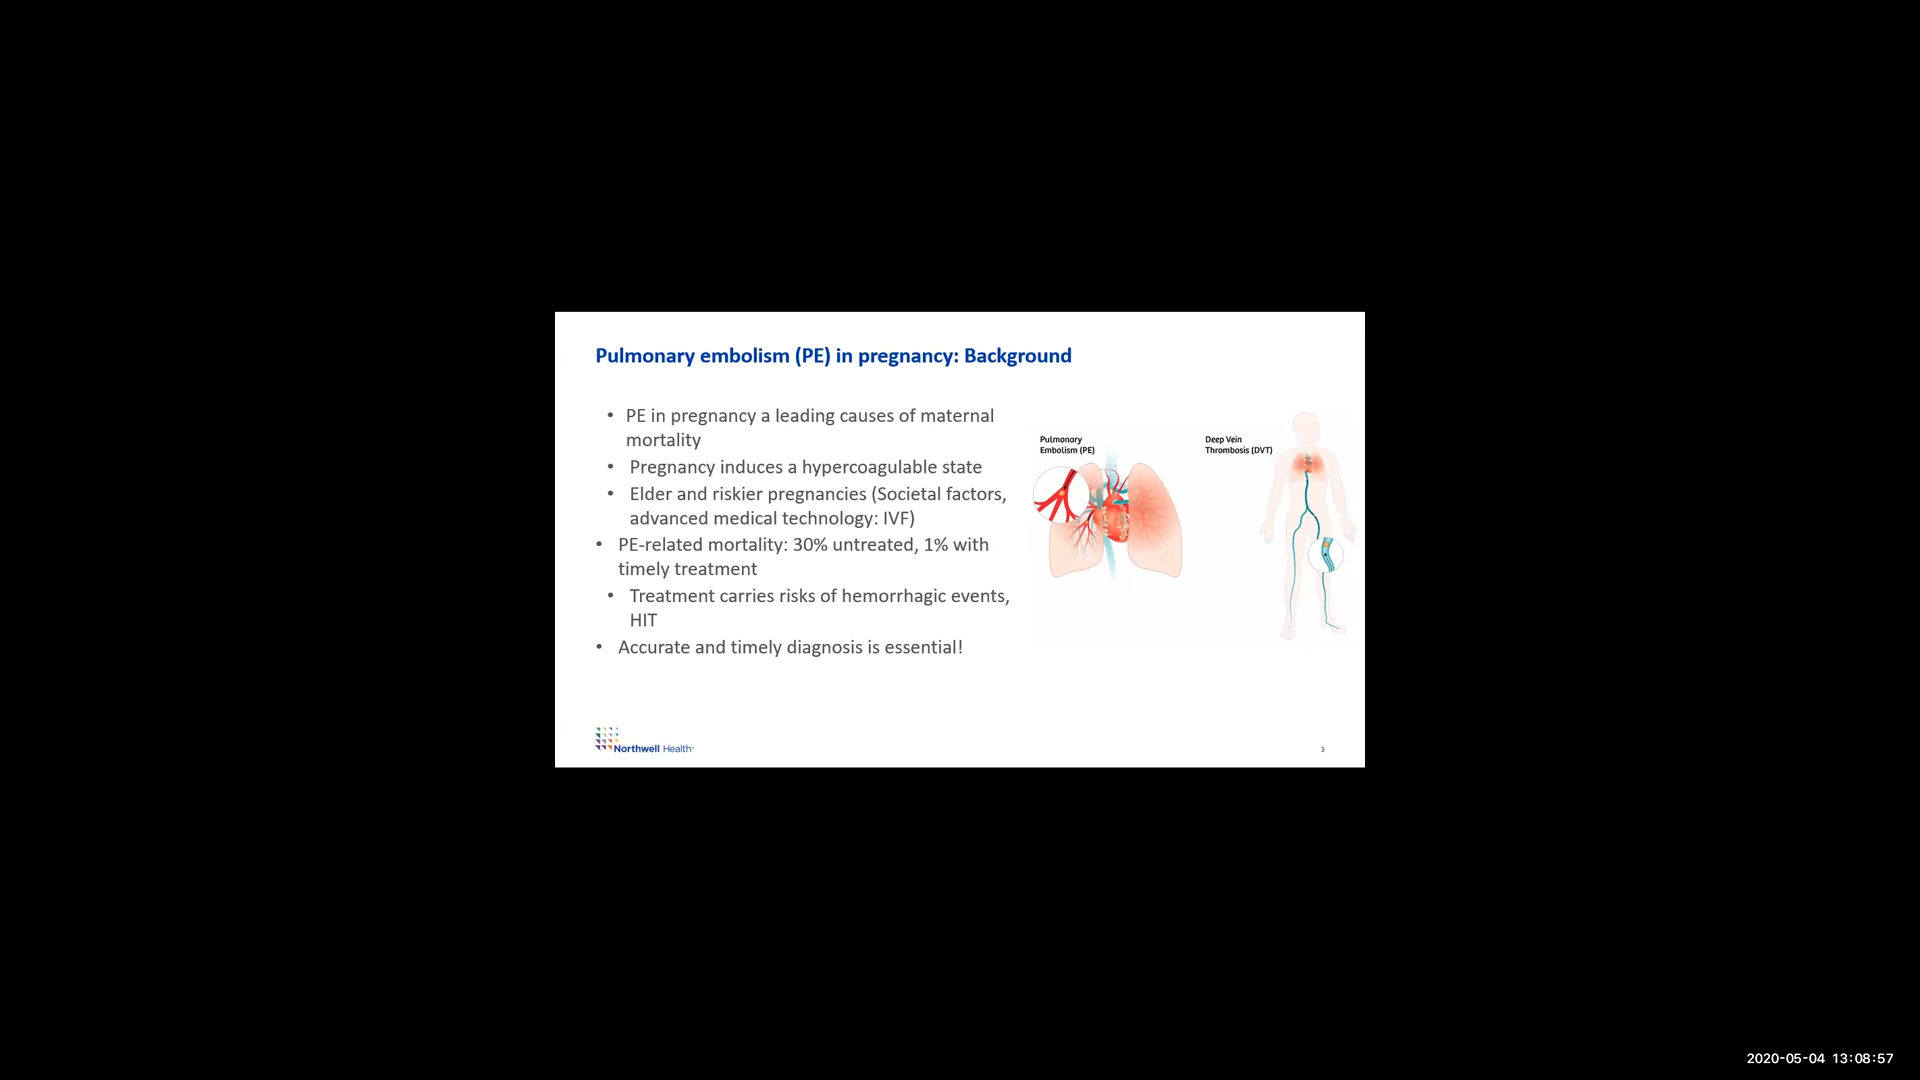 Pulmonary embolism (PE) in pregnancy: Background
• PE in pregnancy a leading causes of maternal
mortality
• Pregnancy induces a hypercoagulable state
• Elder and riskier pregnancies (Societal factors,
advanced medical technology: IVF)
• PE-related mortality: 30% untreated, 1% with
timely treatment
• Treatment carries risks of hemorrhagic events,
HIT
• Accurate and timely diagnosis is essential!
Pulmonary
Embolism (PE)
Deep Vein
Thrombosis (DVT)
Northwell Health
3
2020-05-04 13:08:57